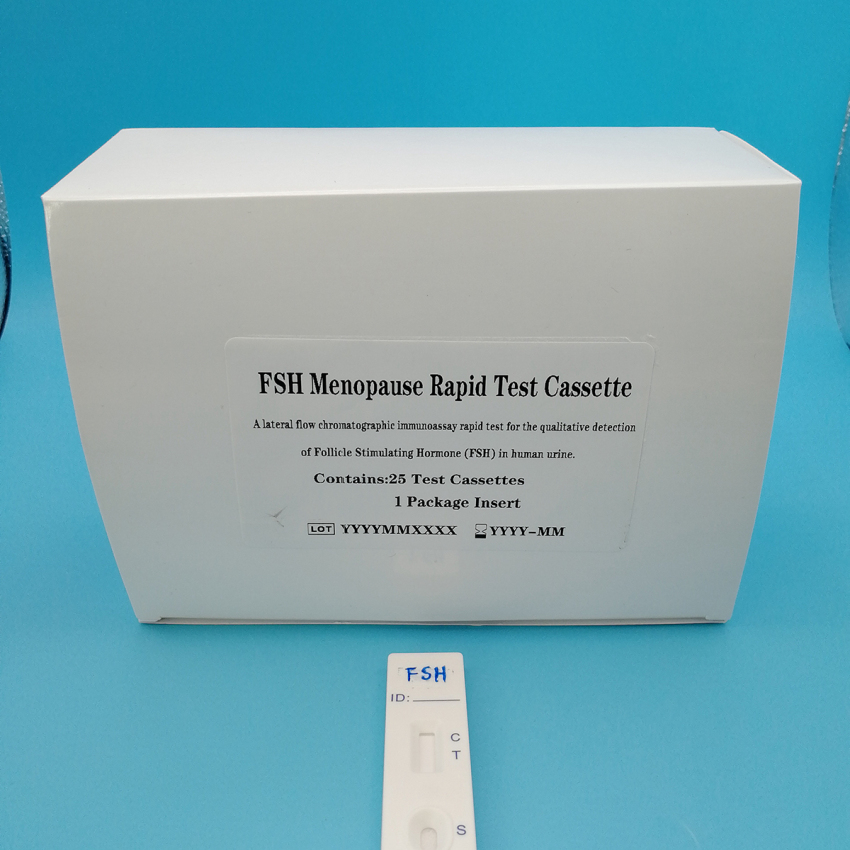 FSH Menopause Rapid Test Cassette
A lateral flow chromatographic immunoassay rapid test for the qualitative detection
of Follicle Stimulating Hormone (FSH) in human urine.
Contains:25 Test Cassettes
1 Package Insert
LOT YYYYMMXXXX YYYY-MM
FSH
ID:
C
T
S